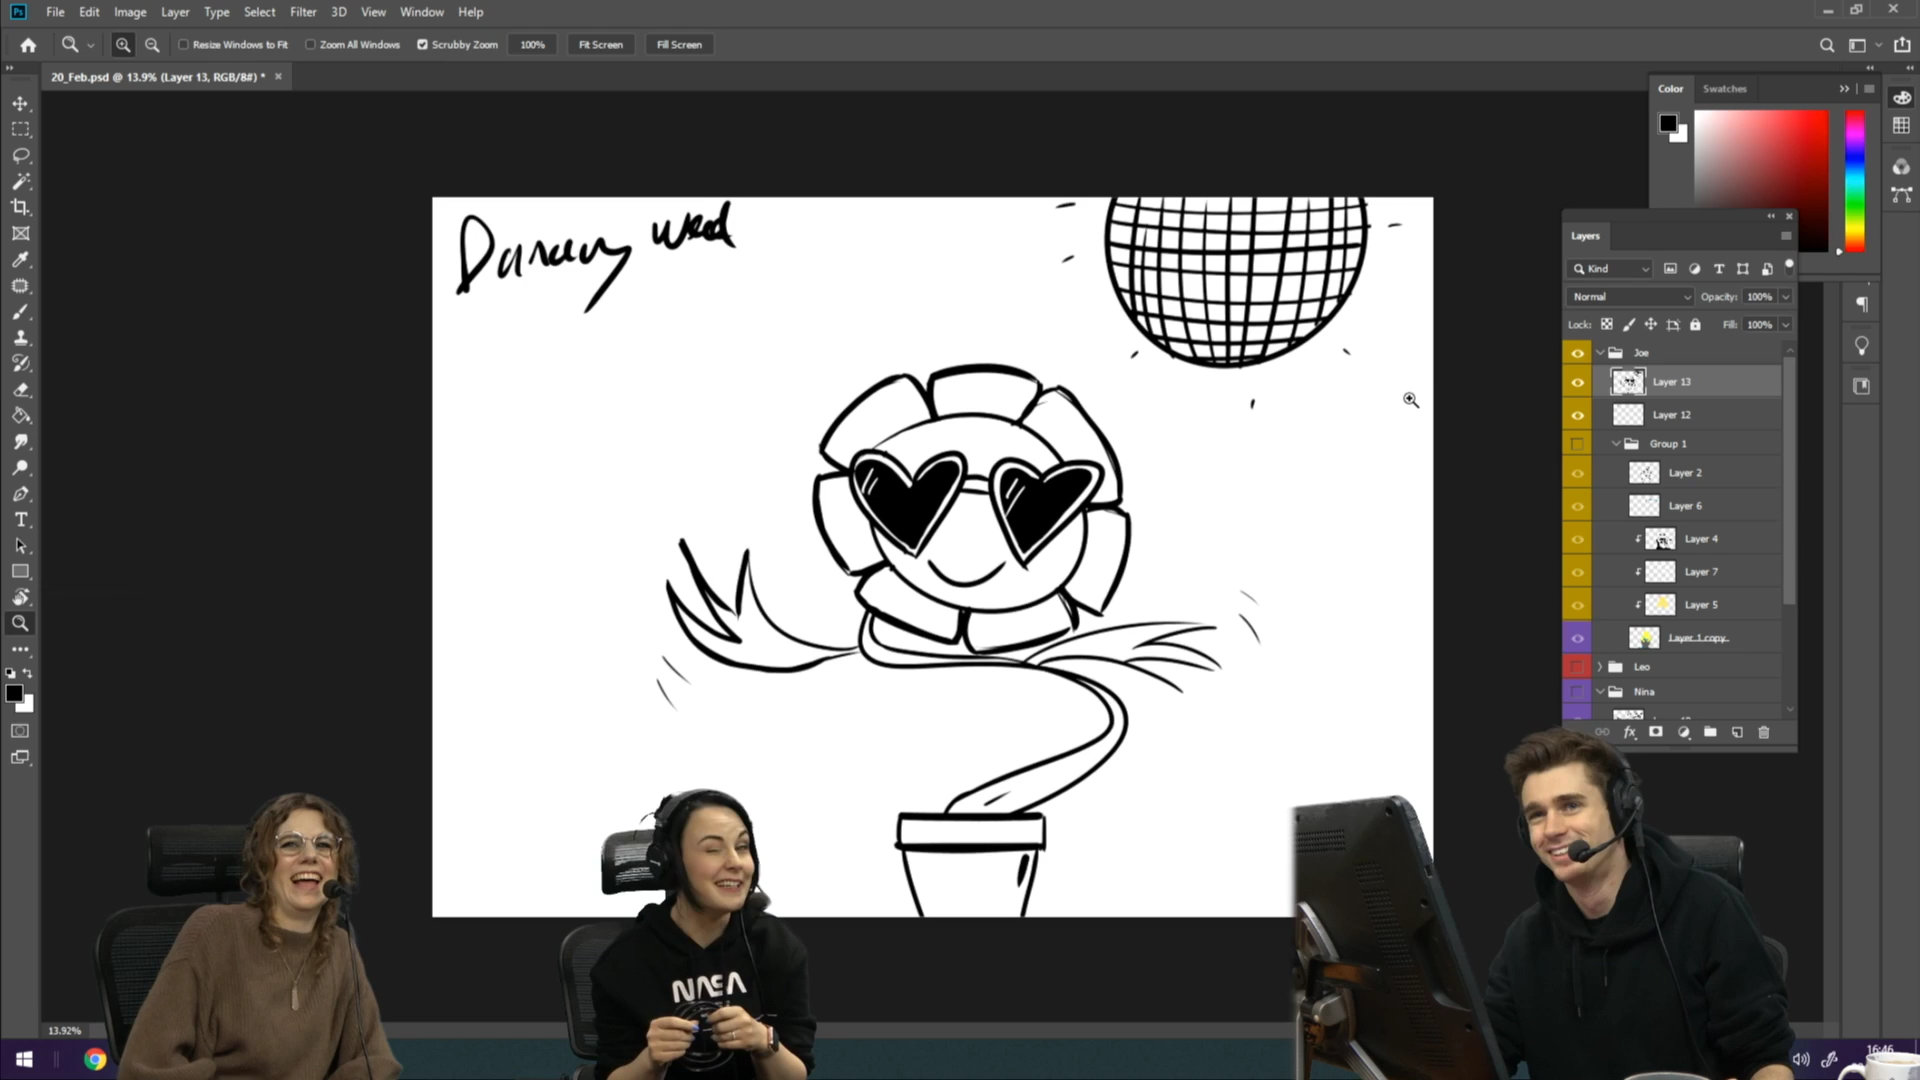 File Edit Image Layer Type Select Filter 3D View Window Help
Resize Windows to Fit Zoom All Windows Scrubby Zoom 100% Fit Screen Fill Screen
20_Feb.psd @ 13.9% (Layer 13, RGB/8#) *
Color Swatches
Layers
Kind
Normal Opacity: 100%
Lock: Fill: 100%
Joe
Layer 13
Layer 12
Group 1
Layer 2
Layer 6
Layer 4
Layer 7
Layer 5
Layer 1 copy
Leo
Nina
NASA
13.92%
16:46